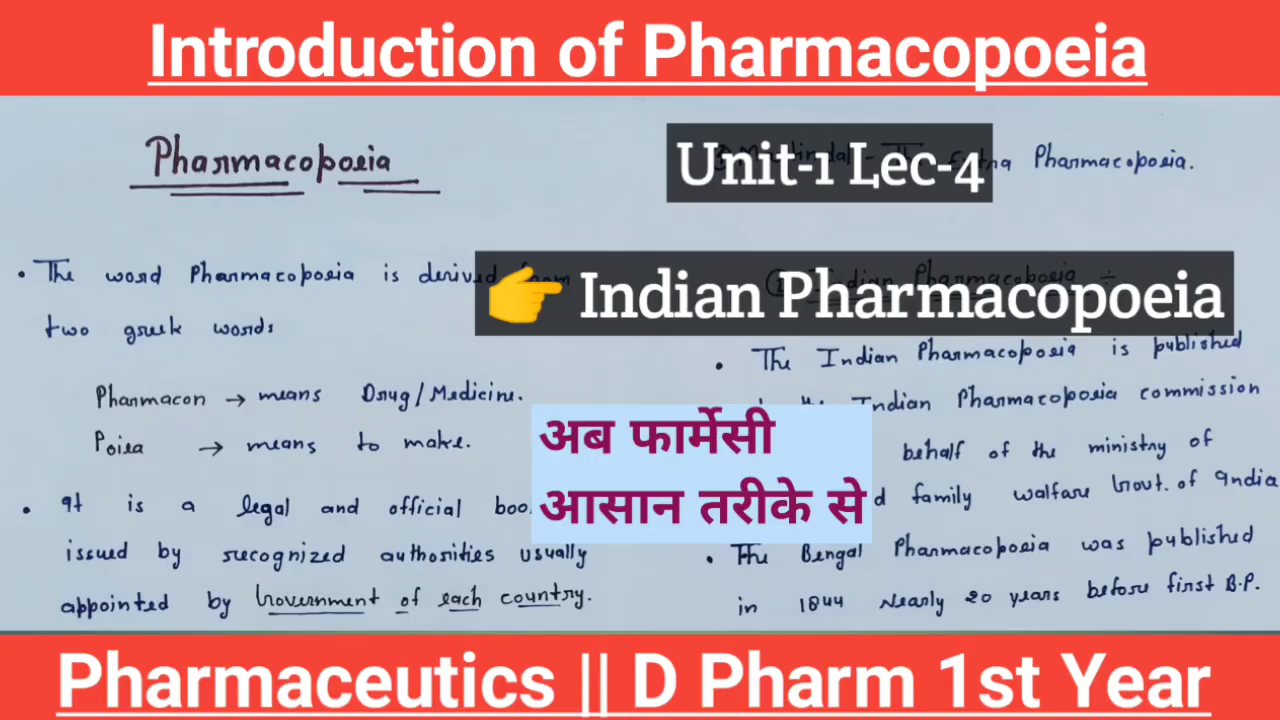 Introduction of Pharmacopoeia
Pharmacopoeia
• The word Pharmacopoeia is derived from
two greek words
Pharmacon → means Drug/Medicine.
Poiea → means to make.
• It is a legal and official boo
issued by recognized authorities usually
appointed by Government of each country.
Unit-1 Lec-4
Pharmacopoeia.
👉 Indian Pharmacopoeia
• The Indian Pharmacopoeia is published
Indian Pharmacopoeia commission
behalf of the ministry of
d family welfare Govt. of India
• The Bengal Pharmacopoeia was published
in 1844 Nearly 20 years before first B.P.
अब फार्मेसी
आसान तरीके से
Pharmaceutics || D Pharm 1st Year